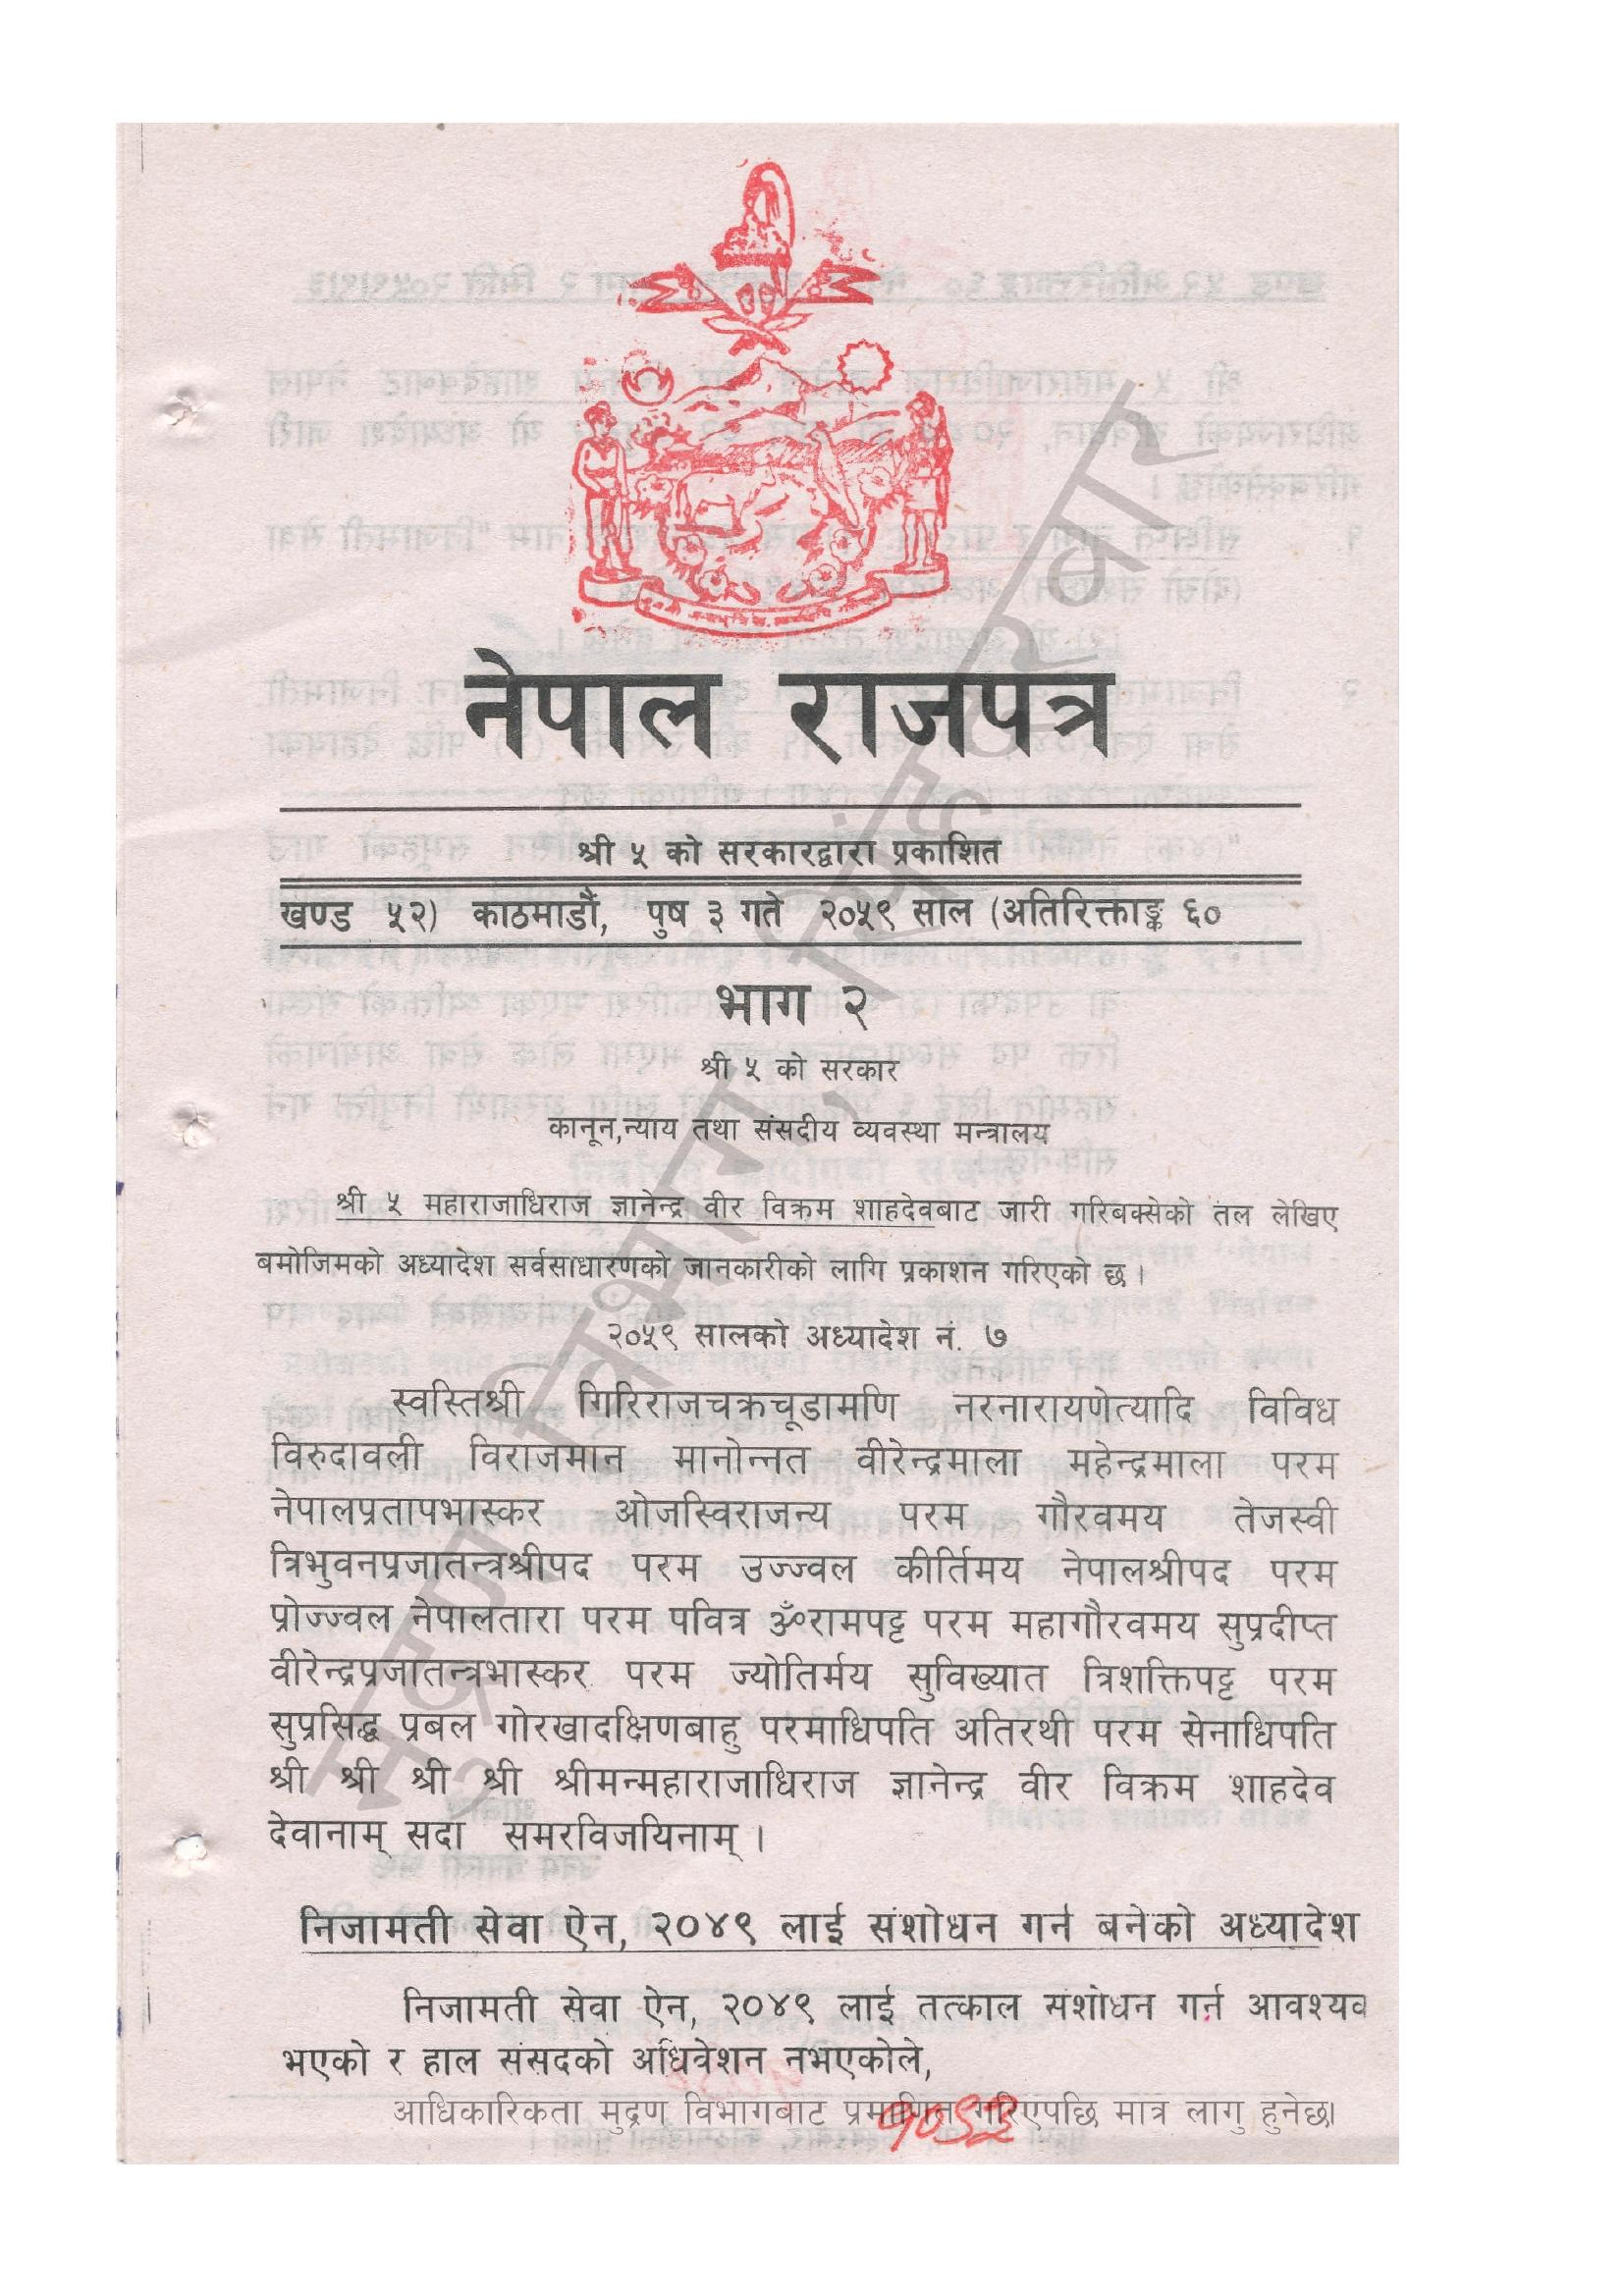 नेपाल राजपत्र
श्री ५ को सरकारद्वारा प्रकाशित
खण्ड ५२) काठमाडौं, पुष ३ गते २०५९ साल (अतिरिक्ताङ्क ६०
भाग २
श्री ५ को सरकार
कानून,न्याय तथा संसदीय व्यवस्था मन्त्रालय
श्री ५ महाराजाधिराज ज्ञानेन्द्र वीर विक्रम शाहदेवबाट जारी गरिबक्सेको तल लेखिए
बमोजिमको अध्यादेश सर्वसाधारणको जानकारीको लागि प्रकाशन गरिएको छ ।
२०५९ सालको अध्यादेश नं. ७
स्वस्तिश्री गिरिराजचक्रचूडामणि नरनारायणेत्यादि विविध
विरुदावली विराजमान मानोन्नत वीरेन्द्रमाला महेन्द्रमाला परम
नेपालप्रतापभास्कर ओजस्विराजन्य परम गौरवमय तेजस्वी
त्रिभुवनप्रजातन्त्रश्रीपद परम उज्ज्वल कीर्तिमय नेपालश्रीपद परम
प्रोज्ज्वल नेपालतारा परम पवित्र ॐरामपट्ट परम महागौरवमय सुप्रदीप्त
वीरेन्द्रप्रजातन्त्रभास्कर परम ज्योतिर्मय सुविख्यात त्रिशक्तिपट्ट परम
सुप्रसिद्ध प्रबल गोरखादक्षिणबाहु परमाधिपति अतिरथी परम सेनाधिपति
श्री श्री श्री श्री श्रीमन्महाराजाधिराज ज्ञानेन्द्र वीर विक्रम शाहदेव
देवानाम् सदा समरविजयिनाम् ।
निजामती सेवा ऐन, २०४९ लाई संशोधन गर्न बनेको अध्यादेश
निजामती सेवा ऐन, २०४९ लाई तत्काल संशोधन गर्न
भएको र हाल संसदको अधिवेशन नभएकोले,
आधिकारिकता मुद्रण विभागबाट प्रमाणित गरिएपछि मात्र लागु हुनेछ।
मुद्रण विभाग, सिंहदरबार